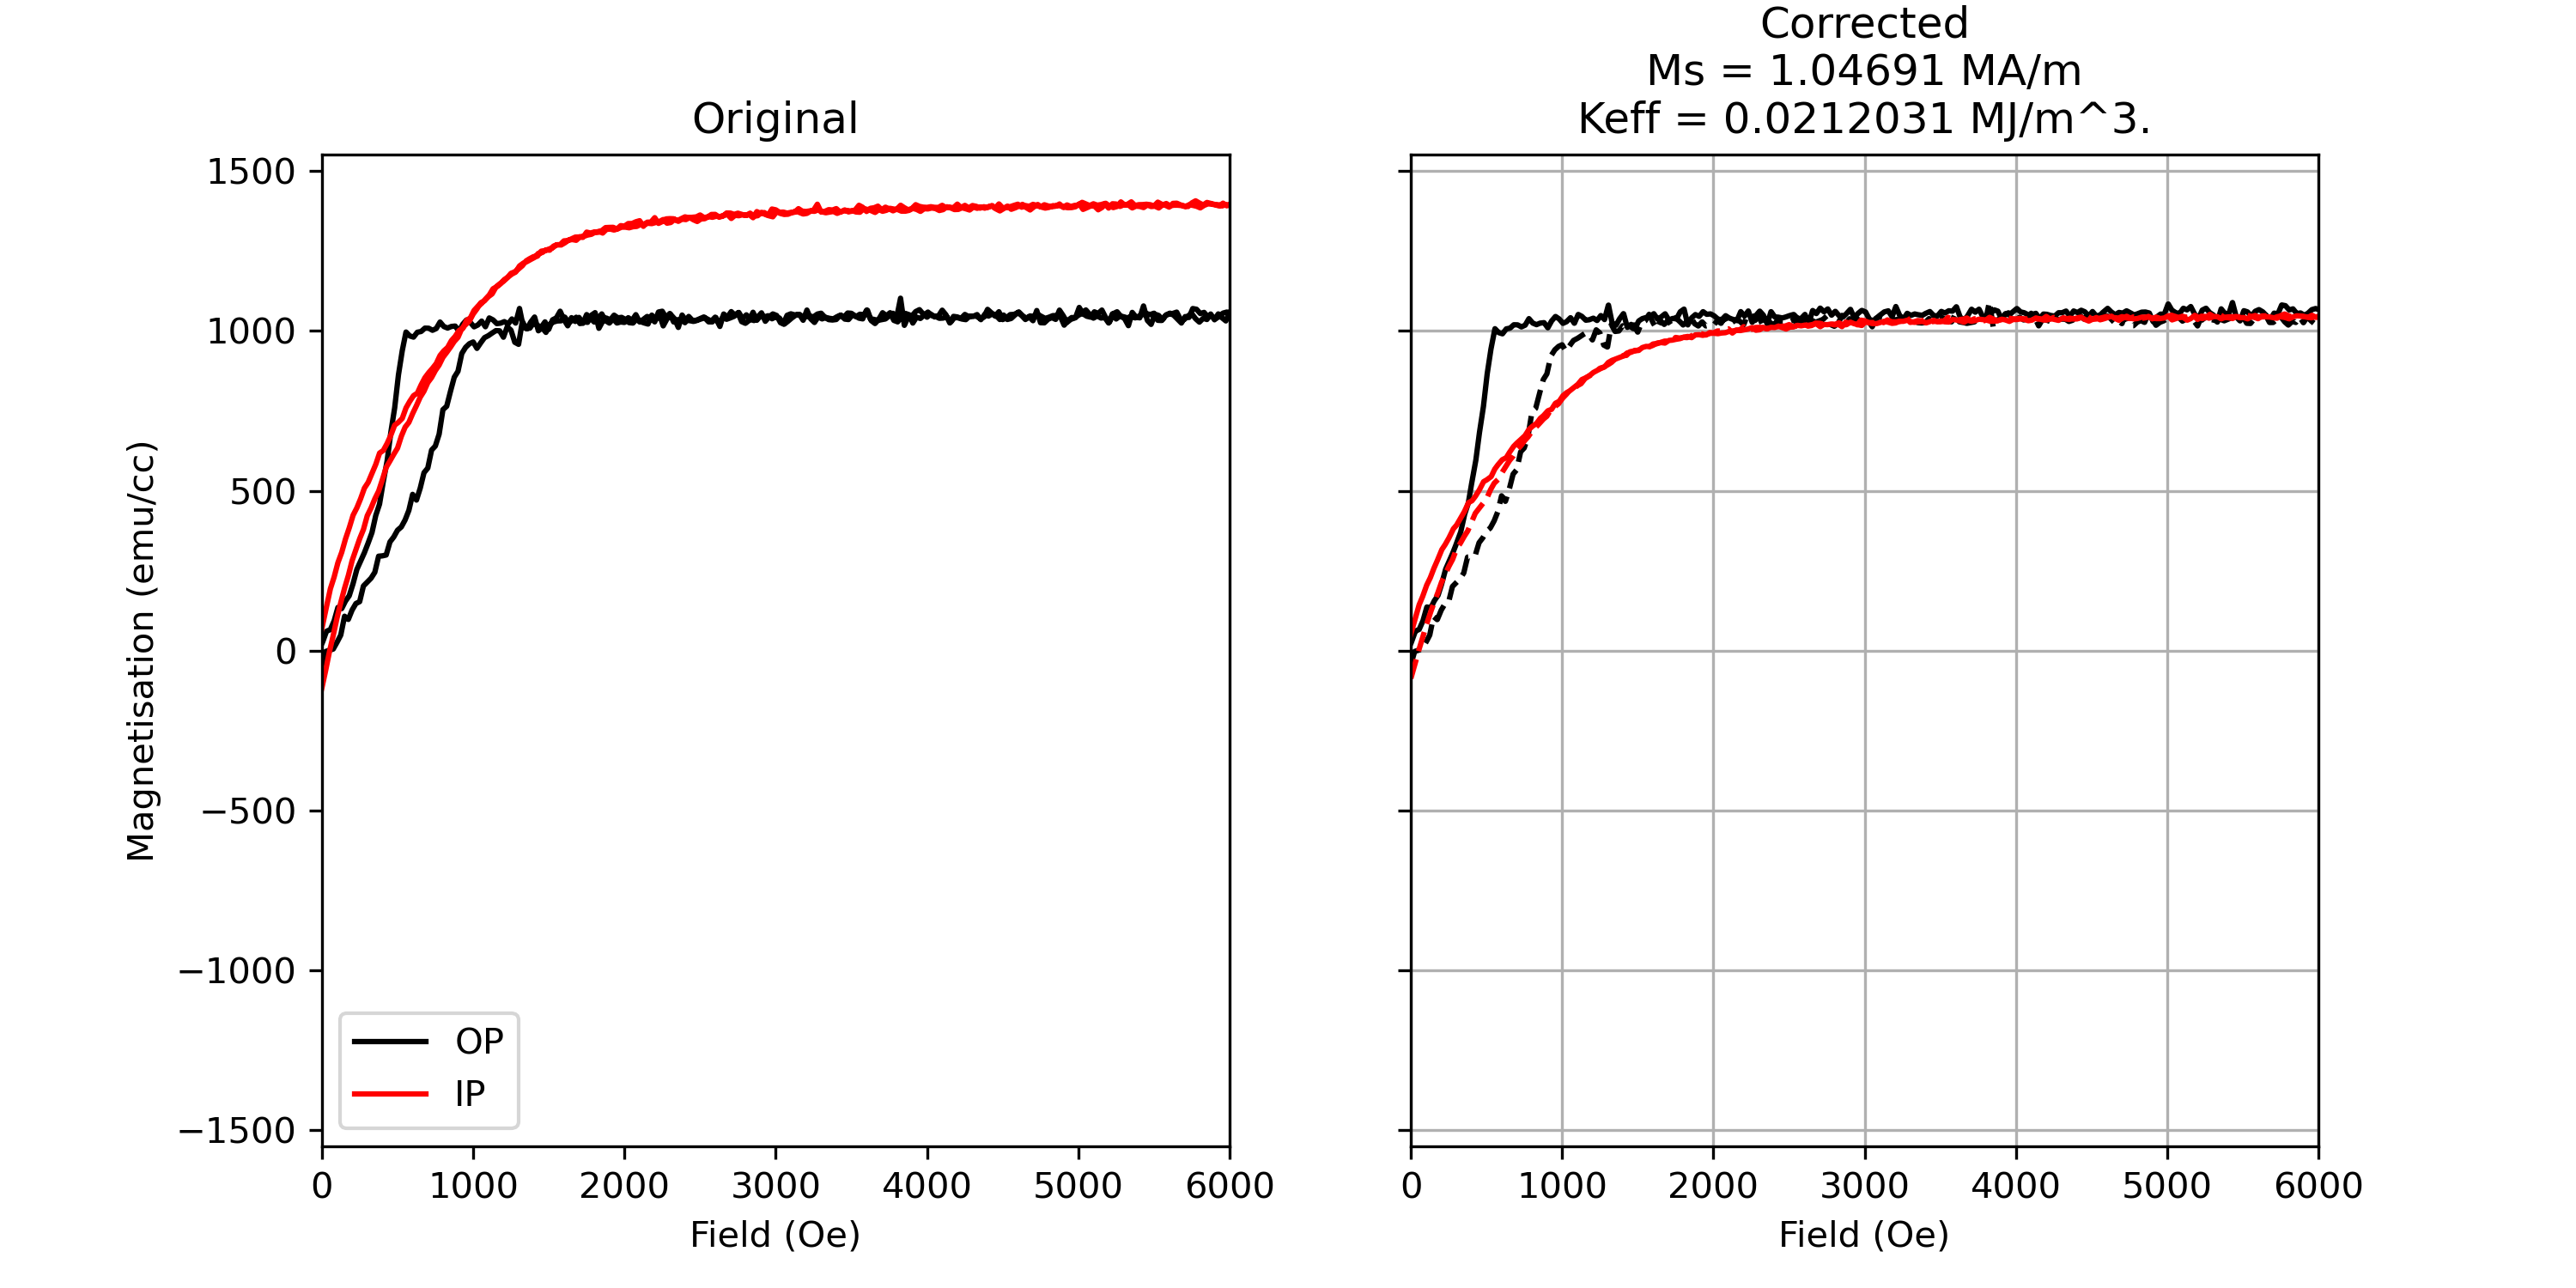 Original
Corrected
Ms = 1.04691 MA/m
Keff = 0.0212031 MJ/m^3.
Magnetisation (emu/cc)
1500
1000
500
0
−500
−1000
−1500
OP
IP
0 1000 2000 3000 4000 5000 6000
Field (Oe)
0 1000 2000 3000 4000 5000 6000
Field (Oe)